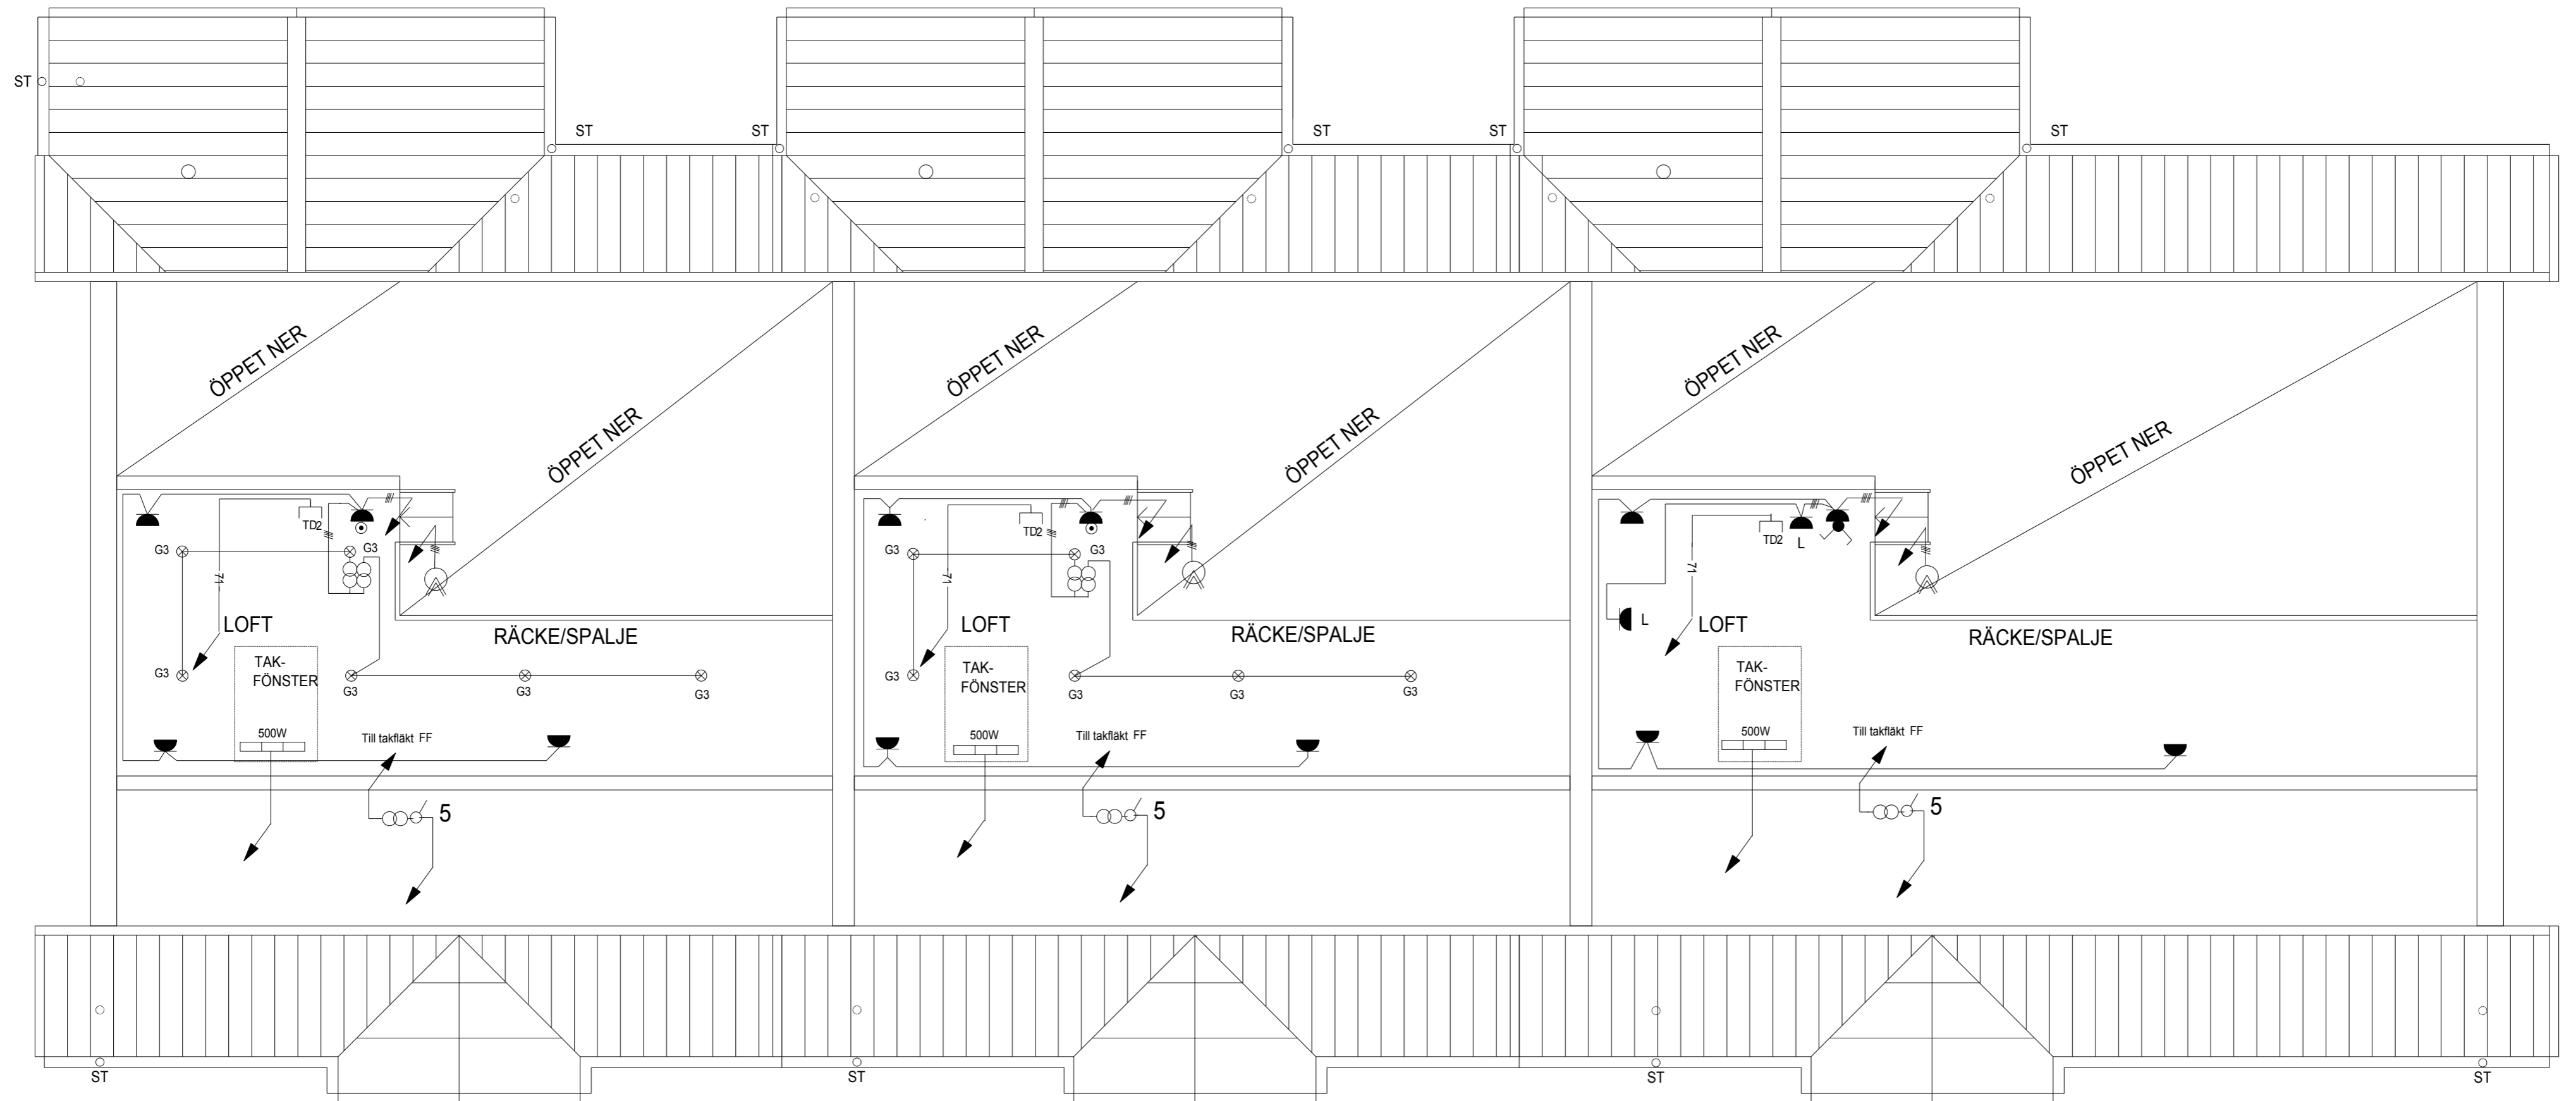 ST
ST
ST
ST
ST
ST
ÖPPET NER
ÖPPET NER
ÖPPET NER
ÖPPET NER
ÖPPET NER
ÖPPET NER
TD2
G3
G3
71
LOFT
RÄCKE/SPALJE
G3
TAK-
FÖNSTER
G3
G3
G3
500W
Till takfläkt FF
5
TD2
G3
G3
71
LOFT
RÄCKE/SPALJE
G3
TAK-
FÖNSTER
G3
G3
G3
500W
Till takfläkt FF
5
TD2
L
71
L
LOFT
RÄCKE/SPALJE
TAK-
FÖNSTER
500W
Till takfläkt FF
5
ST
ST
ST
ST